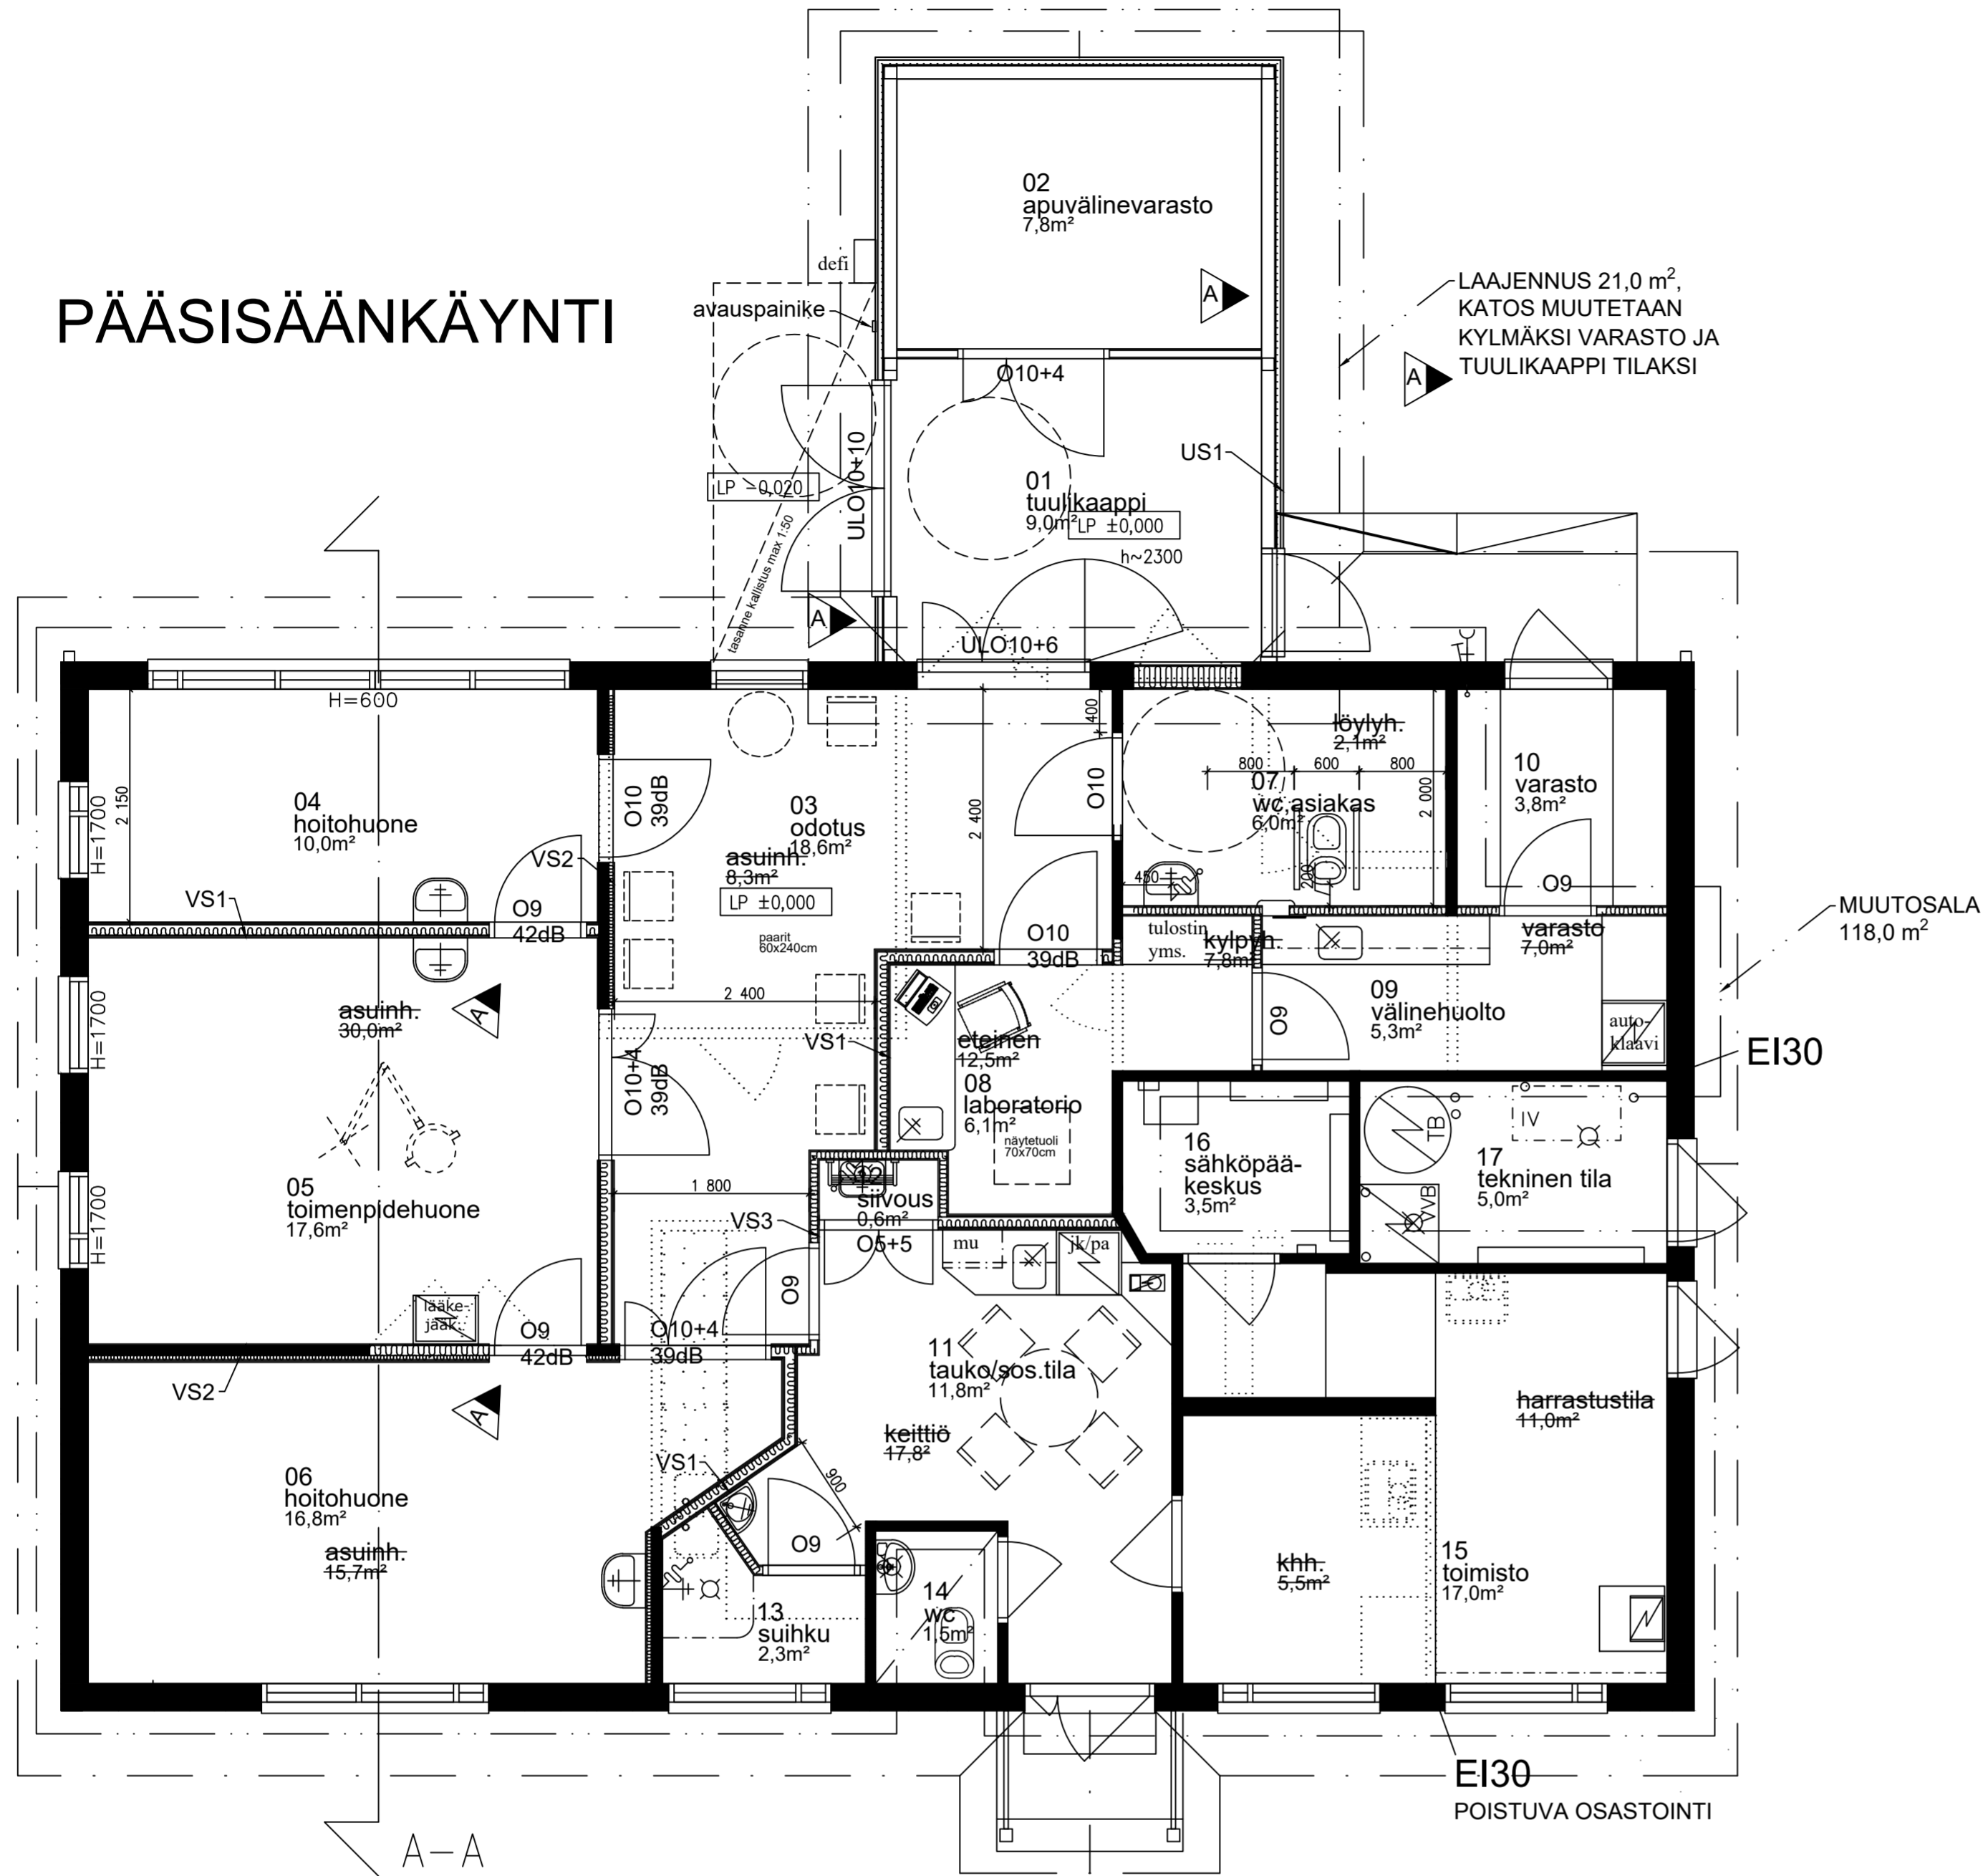 PÄÄSISÄÄNKÄYNTI
02
apuvälinevarasto
7,8m²
defi
avauspainike
A
LAAJENNUS 21,0 m²,
KATOS MUUTETAAN
KYLMÄKSI VARASTO JA
TUULIKAAPPI TILAKSI
A
O10+4
ULO10+10
LP -0,020
tasanne kallistus max 1:50
US1
01
tuulikaappi
9,0m²
LP ±0,000
h~2300
A
ULO10+6
H=600
2 150
H=1700
04
hoitohuone
10,0m²
O10
39dB
VS2
VS1
O9
42dB
03
odotus
18,6m²
asuinh.
8,3m²
LP ±0,000
paarit
60x240cm
2 400
2 400
400
O10
O10
39dB
löylyh.
2,1m²
800
600
800
07
wc,asiakas
6,0m²
2 000
450
200
10
varasto
3,8m²
O9
tulostin
yms.
kylpyh.
7,8m²
varasto
7,0m²
MUUTOSALA
118,0 m²
09
välinehuolto
5,3m²
O9
auto-
klaavi
EI30
asuinh.
30,0m²
A
H=1700
O10+4
39dB
VS1
eteinen
12,5m²
08
laboratorio
6,1m²
näytetuoli
70x70cm
16
sähköpää-
keskus
3,5m²
TB
IV
VVB
17
tekninen tila
5,0m²
05
toimenpidehuone
17,6m²
H=1700
1 800
VS3
12
siivous
0,6m²
O5+5
mu
jk/pa
lääke-
jääk.
O9
42dB
O10+4
39dB
O9
VS2
A
11
tauko/sos.tila
11,8m²
keittiö
17,8²
harrastustila
11,0m²
06
hoitohuone
16,8m²
asuinh.
15,7m²
VS1
900
O9
13
suihku
2,3m²
14
wc
1,5m²
khh.
5,5m²
15
toimisto
17,0m²
EI30
POISTUVA OSASTOINTI
A-A